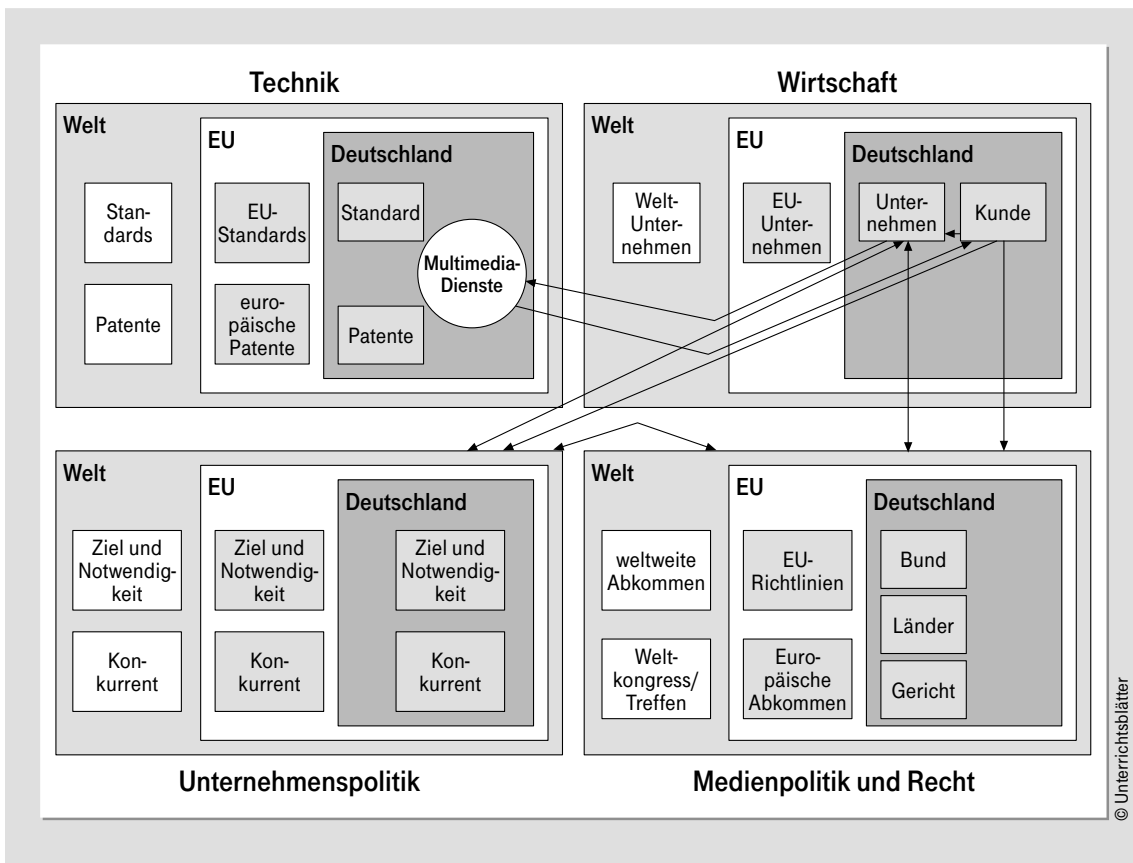 Technik
Welt
EU
Deutschland
Stan-
dards
EU-
Standards
Standard
Multimedia-
Dienste
Patente
euro-
päische
Patente
Patente
Wirtschaft
Welt
EU
Deutschland
Welt-
Unter-
nehmen
EU-
Unter-
nehmen
Unter-
nehmen
Kunde
Welt
EU
Deutschland
Ziel und
Notwendig-
keit
Ziel und
Notwendig-
keit
Ziel und
Notwendig-
keit
Kon-
kurrent
Kon-
kurrent
Kon-
kurrent
Unternehmenspolitik
Welt
EU
Deutschland
weltweite
Abkommen
EU-
Richtlinien
Bund
Länder
Welt-
kongress/
Treffen
Euro-
päische
Abkommen
Gericht
Medienpolitik und Recht
© Unterrichtsblätter